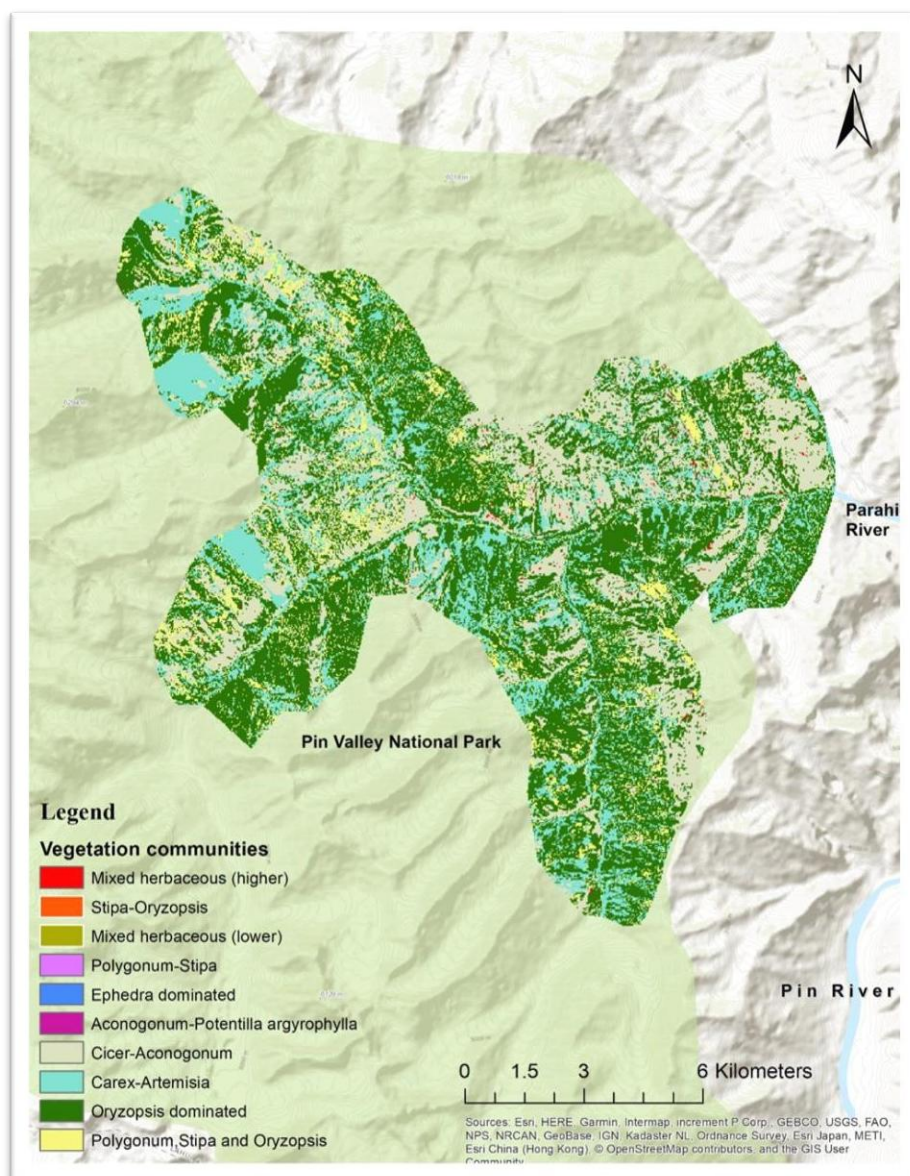 N
Parahi
River
Pin Valley National Park
Pin River
Legend
Vegetation communities
Mixed herbaceous (higher)
Stipa-Oryzopsis
Mixed herbaceous (lower)
Polygonum-Stipa
Ephedra dominated
Aconogonum-Potentilla argyrophylla
Cicer-Aconogonum
Carex-Artemisia
Oryzopsis dominated
Polygonum,Stipa and Oryzopsis
0 1.5 3 6 Kilometers
Sources: Esri, HERE, Garmin, Intermap, increment P Corp., GEBCO, USGS, FAO,
NPS, NRCAN, GeoBase, IGN, Kadaster NL, Ordnance Survey, Esri Japan, METI,
Esri China (Hong Kong), © OpenStreetMap contributors, and the GIS User
Community